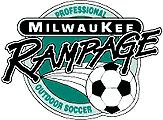 PROFESSIONAL
MILWAUKEE
RAMPAGE
OUTDOOR SOCCER